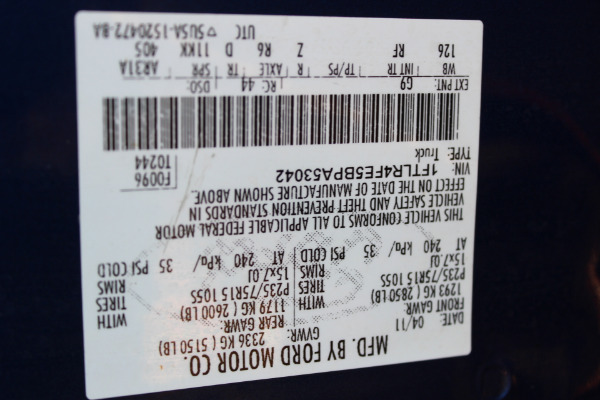 MFD. BY FORD MOTOR CO.
DATE: 04/11 GVWR: 2336 KG ( 5150 LB)
FRONT GAWR: REAR GAWR: WITH
1293 KG ( 2850 LB) 1179 KG ( 2600 LB) TIRES
P235/75R15 105S P235/75R15 105S RIMS
15x7.0J TIRES 15x7.0J
WITH RIMS
AT 240 kPa/ 35 PSI COLD AT 240 kPa/ 35 PSI COLD
THIS VEHICLE CONFORMS TO ALL APPLICABLE FEDERAL MOTOR
VEHICLE SAFETY AND THEFT PREVENTION STANDARDS IN
EFFECT ON THE DATE OF MANUFACTURE SHOWN ABOVE.
VIN: 1FTLR4FE5BPA53042 F0096
TYPE: Truck T0244
EXT PNT: G9 RC: 44 DSO:
WB INT TR TP/PS R AXLE TR SPR AR31A
126 RF Z R6 D 11KK 405
UTC ▽SU5A-1520472-BA